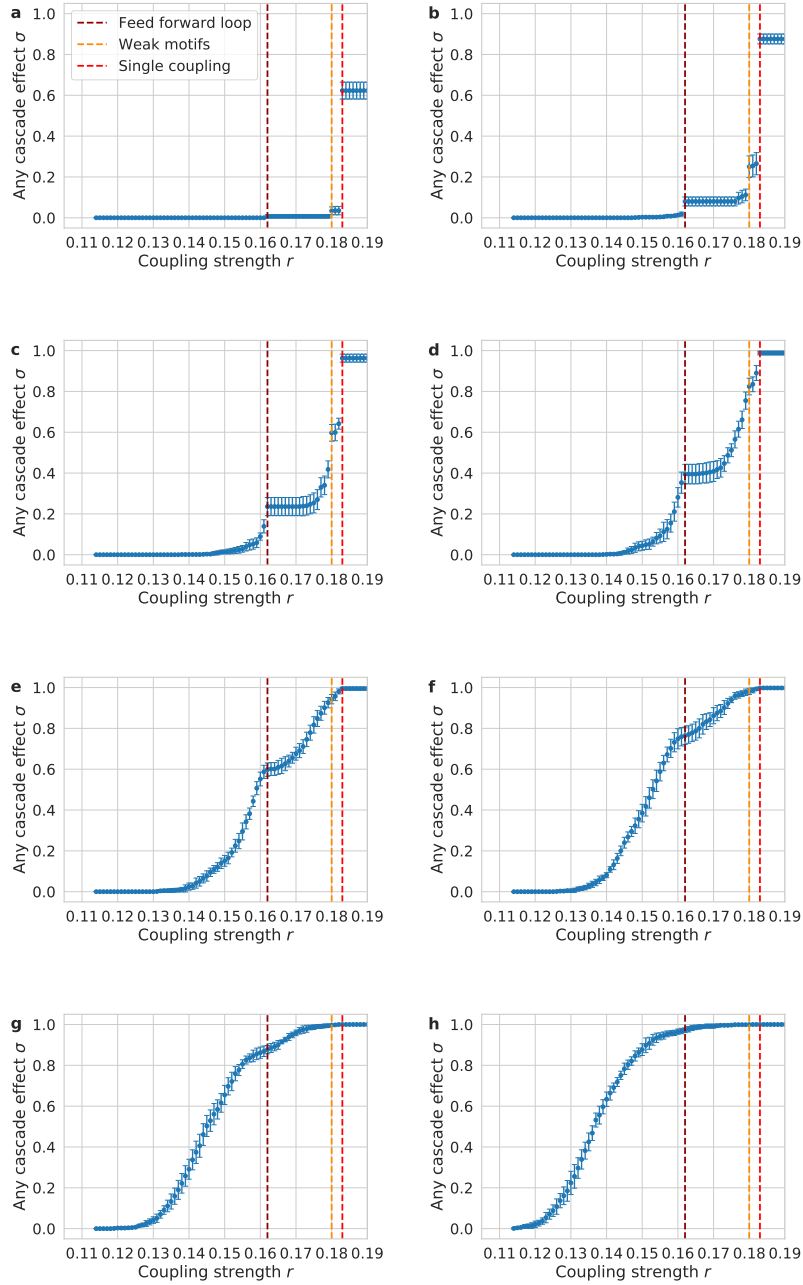 a
Feed forward loop
Weak motifs
Single coupling
1.0
0.8
0.6
0.4
0.2
0.0
Any cascade effect σ
0.11 0.12 0.13 0.14 0.15 0.16 0.17 0.18 0.19
Coupling strength r
b
1.0
0.8
0.6
0.4
0.2
0.0
Any cascade effect σ
0.11 0.12 0.13 0.14 0.15 0.16 0.17 0.18 0.19
Coupling strength r
c
1.0
0.8
0.6
0.4
0.2
0.0
Any cascade effect σ
0.11 0.12 0.13 0.14 0.15 0.16 0.17 0.18 0.19
Coupling strength r
d
1.0
0.8
0.6
0.4
0.2
0.0
Any cascade effect σ
0.11 0.12 0.13 0.14 0.15 0.16 0.17 0.18 0.19
Coupling strength r
e
1.0
0.8
0.6
0.4
0.2
0.0
Any cascade effect σ
0.11 0.12 0.13 0.14 0.15 0.16 0.17 0.18 0.19
Coupling strength r
f
1.0
0.8
0.6
0.4
0.2
0.0
Any cascade effect σ
0.11 0.12 0.13 0.14 0.15 0.16 0.17 0.18 0.19
Coupling strength r
g
1.0
0.8
0.6
0.4
0.2
0.0
Any cascade effect σ
0.11 0.12 0.13 0.14 0.15 0.16 0.17 0.18 0.19
Coupling strength r
h
1.0
0.8
0.6
0.4
0.2
0.0
Any cascade effect σ
0.11 0.12 0.13 0.14 0.15 0.16 0.17 0.18 0.19
Coupling strength r